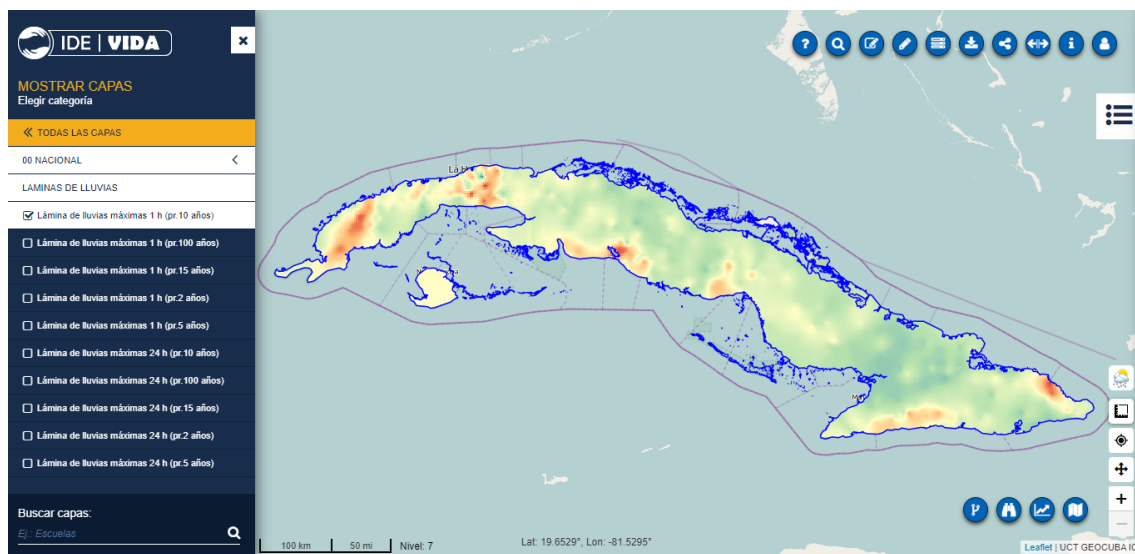 IDE | VIDA
MOSTRAR CAPAS
Elegir categoría
TODAS LAS CAPAS
00 NACIONAL
LAMINAS DE LLUVIAS
Lámina de lluvias máximas 1 h (pr.10 años)
Lámina de lluvias máximas 1 h (pr.100 años)
Lámina de lluvias máximas 1 h (pr.15 años)
Lámina de lluvias máximas 1 h (pr.2 años)
Lámina de lluvias máximas 1 h (pr.5 años)
Lámina de lluvias máximas 24 h (pr.10 años)
Lámina de lluvias máximas 24 h (pr.100 años)
Lámina de lluvias máximas 24 h (pr.15 años)
Lámina de lluvias máximas 24 h (pr.2 años)
Lámina de lluvias máximas 24 h (pr.5 años)
Buscar capas:
Ej.: Escuelas
La H
100 km
50 mi
Nivel: 7
Lat: 19.6529°, Lon: -81.5295°
Leaflet | UCT GEOCUBA IC